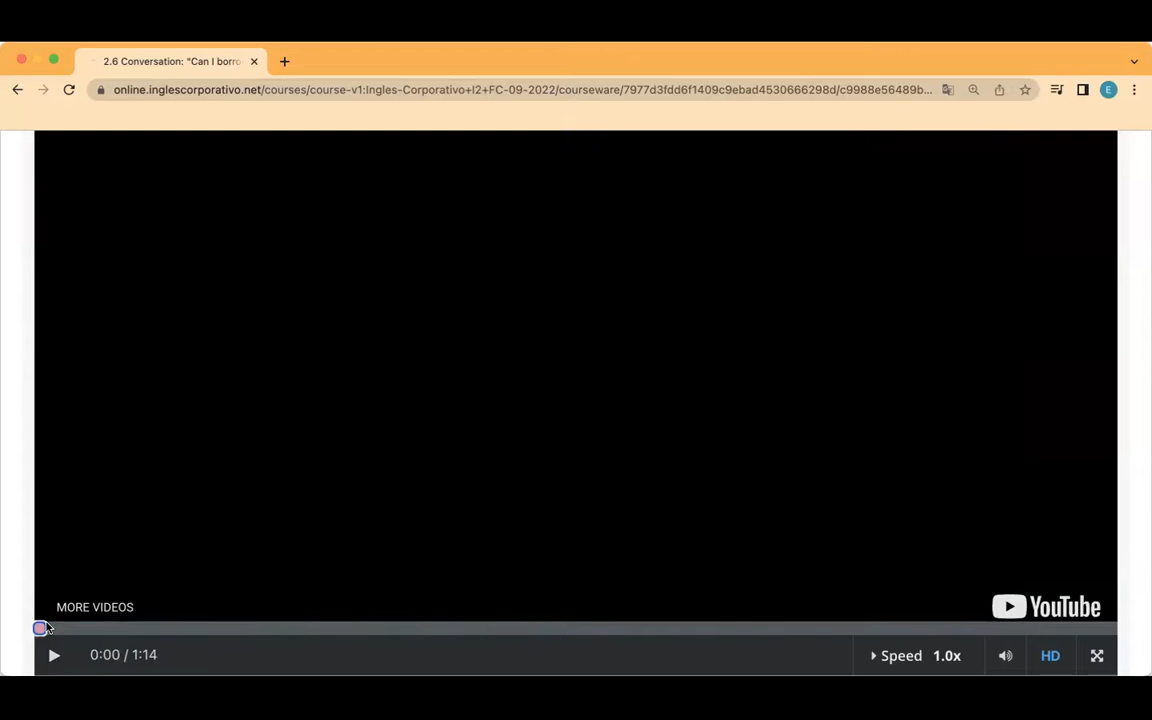 2.6 Conversation: "Can I borro
online.inglescorporativo.net/courses/course-v1:Ingles-Corporativo+I2+FC-09-2022/courseware/7977d3fdd6f1409c9ebad4530666298d/c9988e56489b...
E
MORE VIDEOS
YouTube
0:00 / 1:14
Speed 1.0x
HD